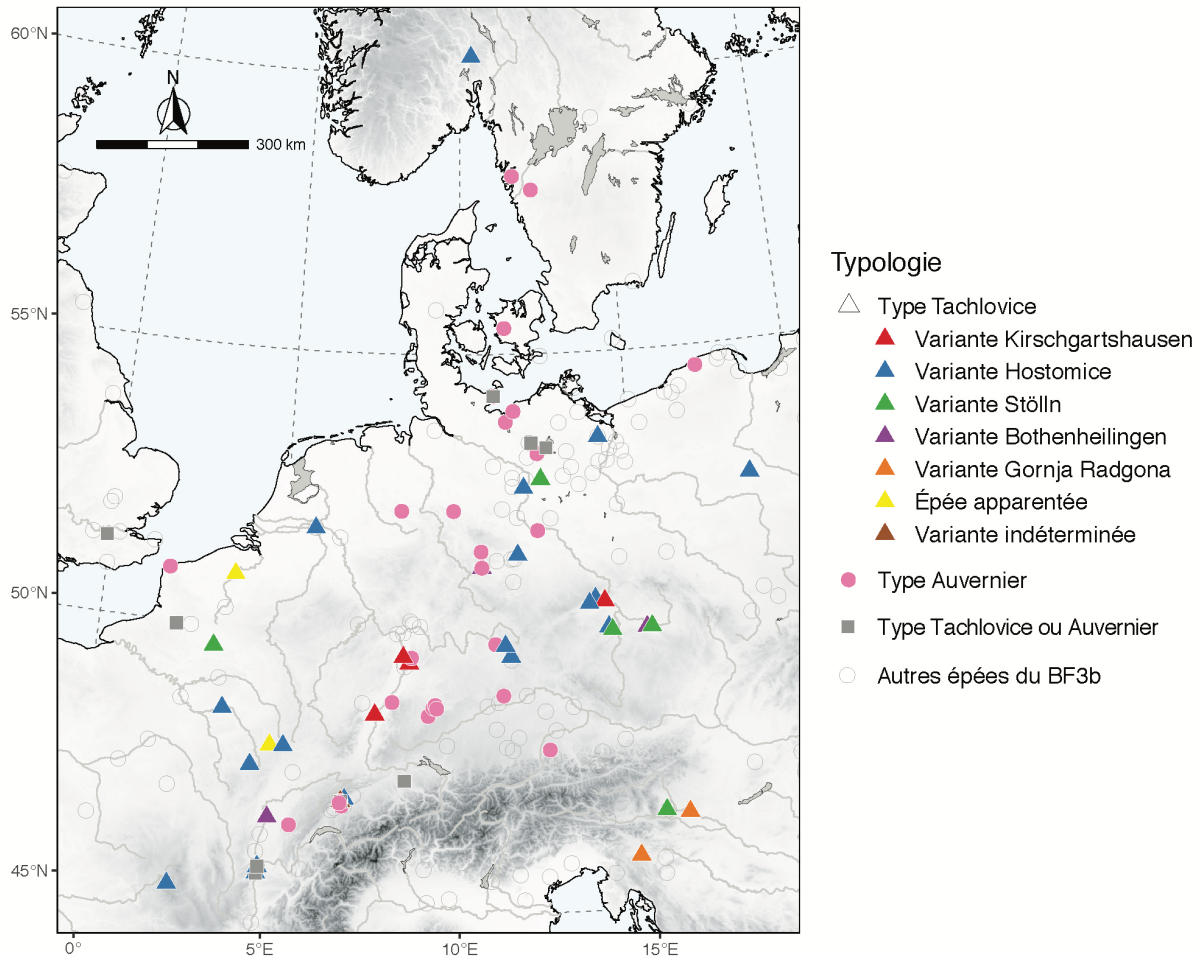 60°N
N
300 km
55°N
50°N
45°N
0°
5°E
10°E
15°E
Typologie
Type Tachlovice
Variante Kirschgartshausen
Variante Hostomice
Variante Stölln
Variante Bothenheilingen
Variante Gornja Radgona
Épée apparentée
Variante indéterminée
Type Auvernier
Type Tachlovice ou Auvernier
Autres épées du BF3b